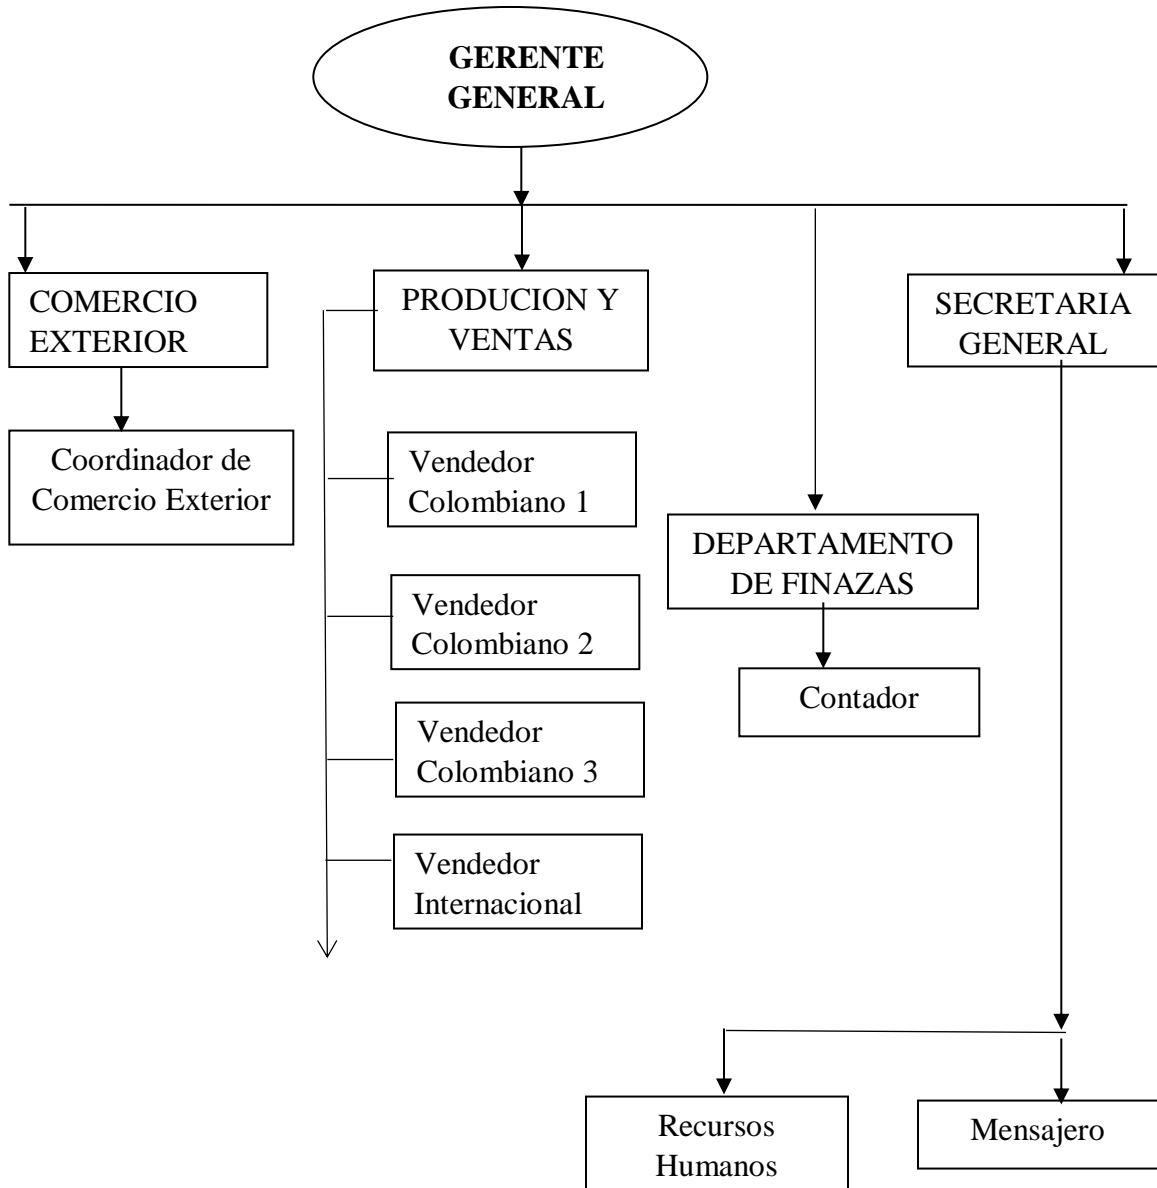 GERENTE
GENERAL
COMERCIO
EXTERIOR
PRODUCION Y
VENTAS
SECRETARIA
GENERAL
Coordinador de
Comercio Exterior
Vendedor
Colombiano 1
DEPARTAMENTO
DE FINAZAS
Vendedor
Colombiano 2
Contador
Vendedor
Colombiano 3
Vendedor
Internacional
Recursos
Humanos
Mensajero